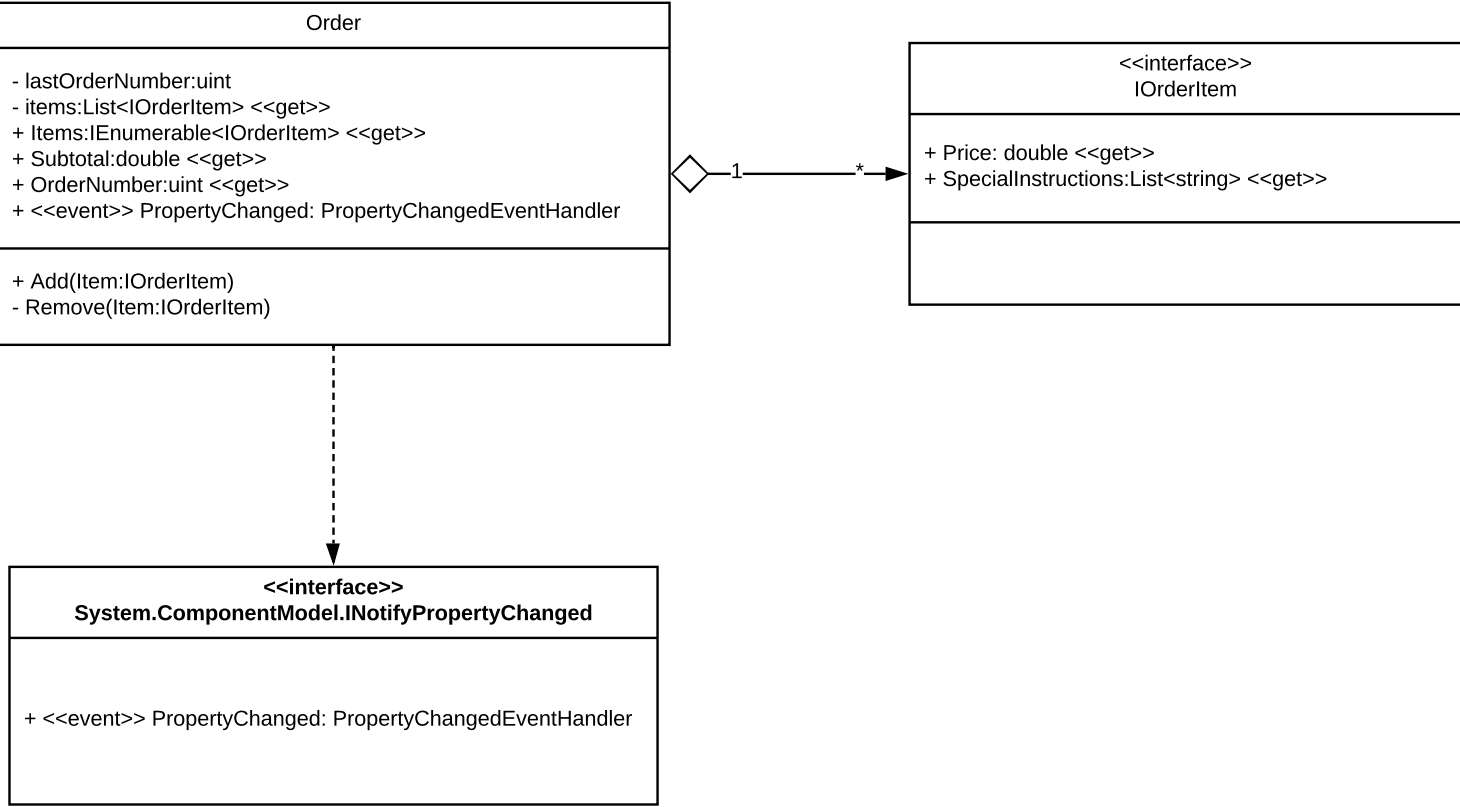 Order
- lastOrderNumber:uint
- items:List<IOrderItem> <<get>>
+ Items:IEnumerable<IOrderItem> <<get>>
+ Subtotal:double <<get>>
+ OrderNumber:uint <<get>>
+ <<event>> PropertyChanged: PropertyChangedEventHandler
+ Add(Item:IOrderItem)
- Remove(Item:IOrderItem)
1
*
<<interface>>
IOrderItem
+ Price: double <<get>>
+ SpecialInstructions:List<string> <<get>>
<<interface>>
System.ComponentModel.INotifyPropertyChanged
+ <<event>> PropertyChanged: PropertyChangedEventHandler